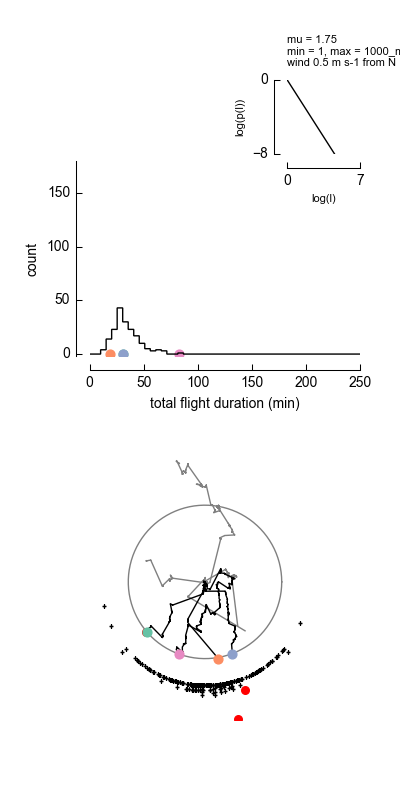 mu = 1.75
min = 1, max = 1000_m
wind 0.5 m s-1 from N
0
log(p(l))
−8
0
7
log(l)
150
100
count
50
0
0
50
100
150
200
250
total flight duration (min)